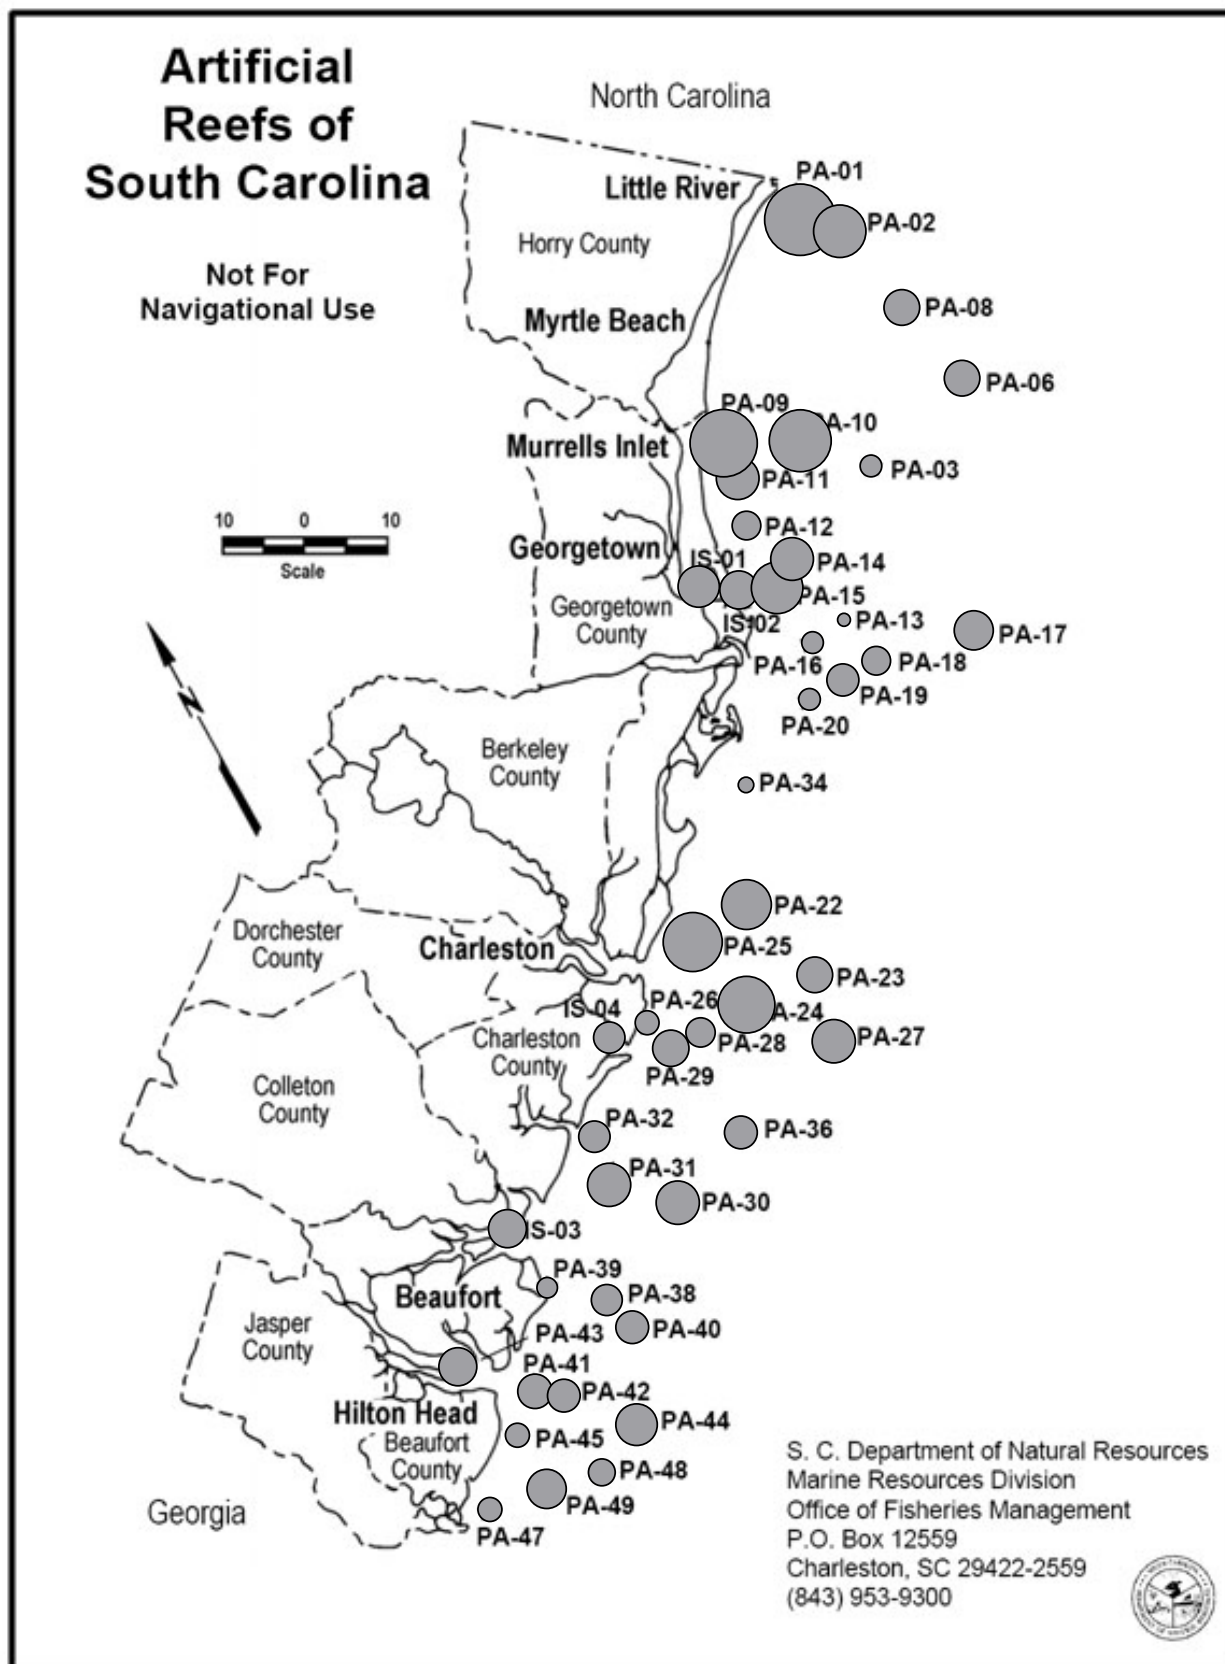 Artificial
Reefs of
South Carolina
Not For
Navigational Use
North Carolina
Little River
Horry County
Myrtle Beach
PA-01
PA-02
PA-08
PA-06
PA-09
PA-10
Murrells Inlet
PA-03
PA-11
PA-12
10 0 10
Scale
Georgetown
IS-01
PA-14
PA-15
Georgetown
County
IS-02
PA-13
PA-17
PA-16
PA-18
PA-19
PA-20
N
Berkeley
County
PA-34
PA-22
Dorchester
County
Charleston
PA-25
PA-23
IS-04
PA-26
A-24
Charleston
County
PA-28
PA-27
PA-29
Colleton
County
PA-32
PA-36
PA-31
PA-30
IS-03
PA-39
Beaufort
PA-38
Jasper
County
PA-43
PA-40
PA-41
PA-42
Hilton Head
PA-44
Beaufort
County
PA-45
PA-48
PA-49
Georgia
PA-47
S. C. Department of Natural Resources
Marine Resources Division
Office of Fisheries Management
P.O. Box 12559
Charleston, SC 29422-2559
(843) 953-9300